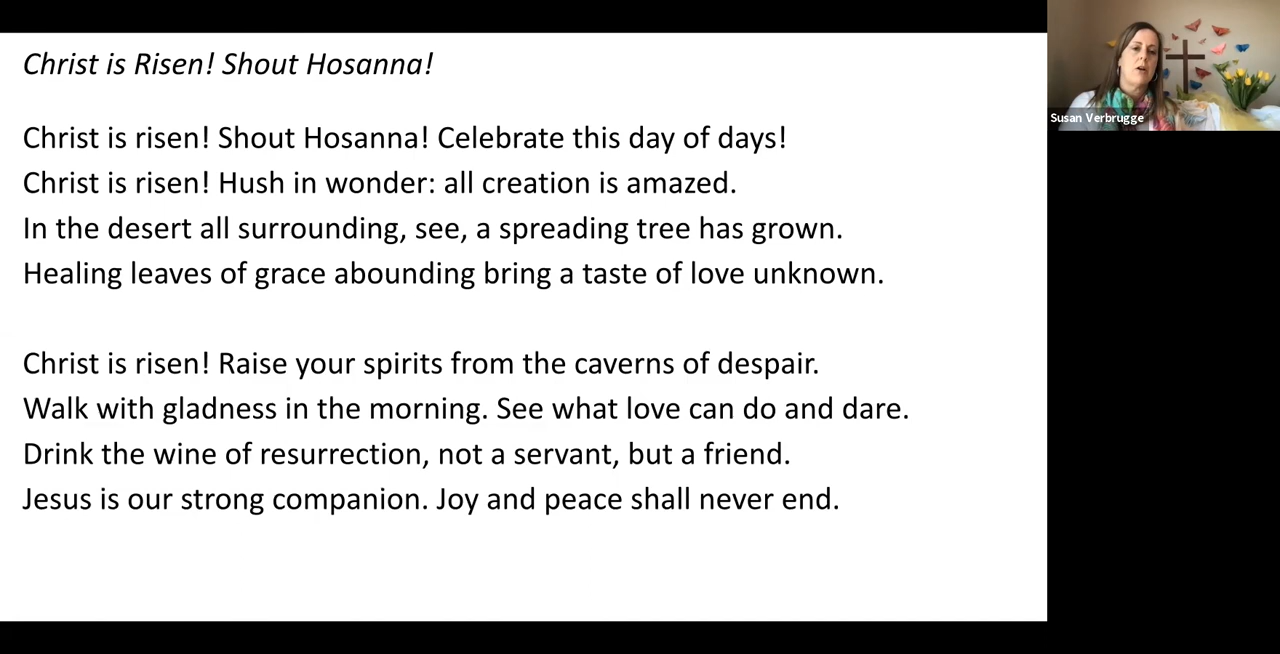 Christ is Risen! Shout Hosanna!
Christ is risen! Shout Hosanna! Celebrate this day of days!
Christ is risen! Hush in wonder: all creation is amazed.
In the desert all surrounding, see, a spreading tree has grown.
Healing leaves of grace abounding bring a taste of love unknown.
Christ is risen! Raise your spirits from the caverns of despair.
Walk with gladness in the morning. See what love can do and dare.
Drink the wine of resurrection, not a servant, but a friend.
Jesus is our strong companion. Joy and peace shall never end.
Susan Verbrugge